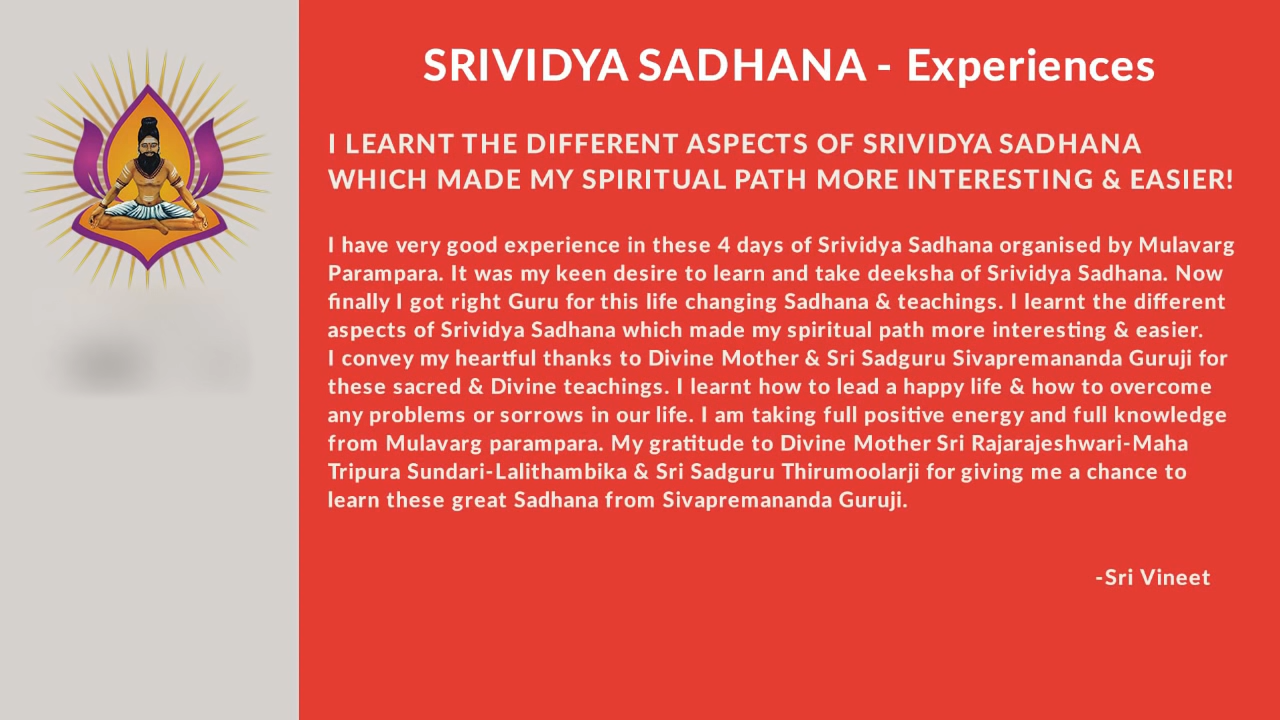 SRIVIDYA SADHANA - Experiences
I LEARNT THE DIFFERENT ASPECTS OF SRIVIDYA SADHANA
WHICH MADE MY SPIRITUAL PATH MORE INTERESTING & EASIER!
I have very good experience in these 4 days of Srividya Sadhana organised by Mulavarg
Parampara. It was my keen desire to learn and take deeksha of Srividya Sadhana. Now
finally I got right Guru for this life changing Sadhana & teachings. I learnt the different
aspects of Srividya Sadhana which made my spiritual path more interesting & easier.
I convey my heartful thanks to Divine Mother & Sri Sadguru Sivapremananda Guruji for
these sacred & Divine teachings. I learnt how to lead a happy life & how to overcome
any problems or sorrows in our life. I am taking full positive energy and full knowledge
from Mulavarg parampara. My gratitude to Divine Mother Sri Rajarajeshwari-Maha
Tripura Sundari-Lalithambika & Sri Sadguru Thirumoolarji for giving me a chance to
learn these great Sadhana from Sivapremananda Guruji.
-Sri Vineet